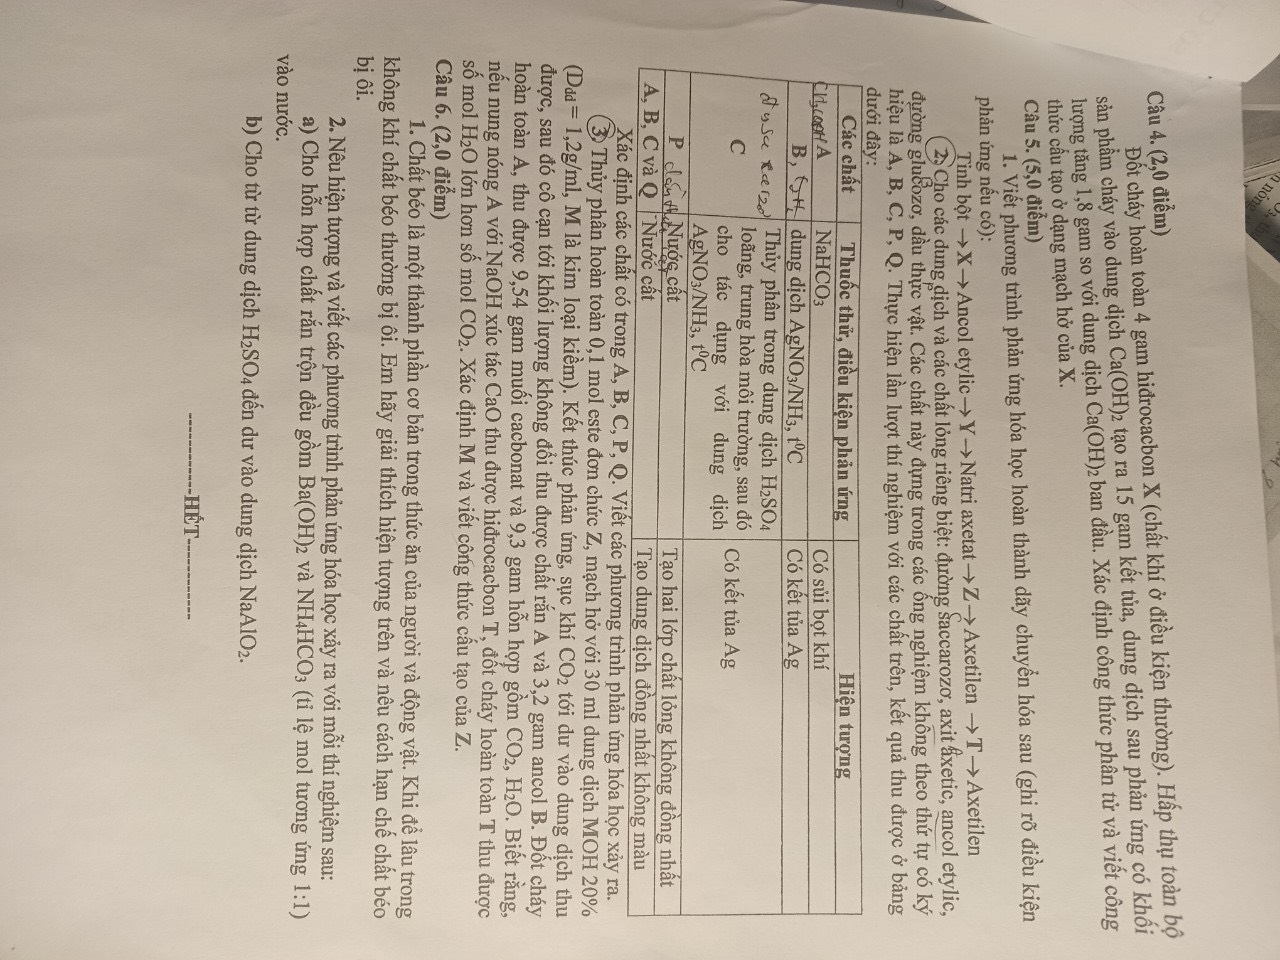 Câu 4. (2,0 điểm)
Đốt cháy hoàn toàn 4 gam hiđrocacbon X (chất khí ở điều kiện thường). Hấp thụ toàn bộ
sản phẩm cháy vào dung dịch Ca(OH)₂ tạo ra 15 gam kết tủa, dung dịch sau phản ứng có khối
lượng tăng 1,8 gam so với dung dịch Ca(OH)₂ ban đầu. Xác định công thức phân tử và viết công
thức cấu tạo ở dạng mạch hở của X.
Câu 5. (5,0 điểm)
1. Viết phương trình phản ứng hóa học hoàn thành dãy chuyển hóa sau (ghi rõ điều kiện
phản ứng nếu có):
Tinh bột → X → Ancol etylic → Y → Natri axetat → Z → Axetilen → T → Axetilen
2. Cho các dung dịch và các chất lỏng riêng biệt: đường saccarozơ, axit axetic, ancol etylic,
đường glucozơ, dầu thực vật. Các chất này đựng trong các ống nghiệm không theo thứ tự có ký
hiệu là A, B, C, P, Q. Thực hiện lần lượt thí nghiệm với các chất trên, kết quả thu được ở bảng
dưới đây:
Các chất Thuốc thử, điều kiện phản ứng Hiện tượng
CH₃COOH A NaHCO₃ Có sủi bọt khí
B, dung dịch AgNO₃/NH₃, t⁰C Có kết tủa Ag
C Thủy phân trong dung dịch H₂SO₄
loãng, trung hòa môi trường, sau đó
cho tác dụng với dung dịch Có kết tủa Ag
AgNO₃/NH₃, t⁰C
P Nước cất Tạo hai lớp chất lỏng không đồng nhất
A, B, C và Q Nước cất Tạo dung dịch đồng nhất không màu
Xác định các chất có trong A, B, C, P, Q. Viết các phương trình phản ứng hóa học xảy ra.
3. Thủy phân hoàn toàn 0,1 mol este đơn chức Z, mạch hở với 30 ml dung dịch MOH 20%
(Ddd = 1,2g/ml, M là kim loại kiềm). Kết thúc phản ứng, sục khí CO₂ tới dư vào dung dịch thu
được, sau đó cô cạn tới khối lượng không đổi thu được chất rắn A và 3,2 gam ancol B. Đốt cháy
hoàn toàn A, thu được 9,54 gam muối cacbonat và 9,3 gam hỗn hợp gồm CO₂, H₂O. Biết rằng,
nếu nung nóng A với NaOH xúc tác CaO thu được hiđrocacbon T, đốt cháy hoàn toàn T thu được
số mol H₂O lớn hơn số mol CO₂. Xác định M và viết công thức cấu tạo của Z.
Câu 6. (2,0 điểm)
1. Chất béo là một thành phần cơ bản trong thức ăn của người và động vật. Khi để lâu trong
không khí chất béo thường bị ôi. Em hãy giải thích hiện tượng trên và nêu cách hạn chế chất béo
bị ôi.
2. Nêu hiện tượng và viết các phương trình phản ứng hóa học xảy ra với mỗi thí nghiệm sau:
a) Cho hỗn hợp chất rắn trộn đều gồm Ba(OH)₂ và NH₄HCO₃ (tỉ lệ mol tương ứng 1:1)
vào nước.
b) Cho từ từ dung dịch H₂SO₄ đến dư vào dung dịch NaAlO₂.
------------HẾT------------